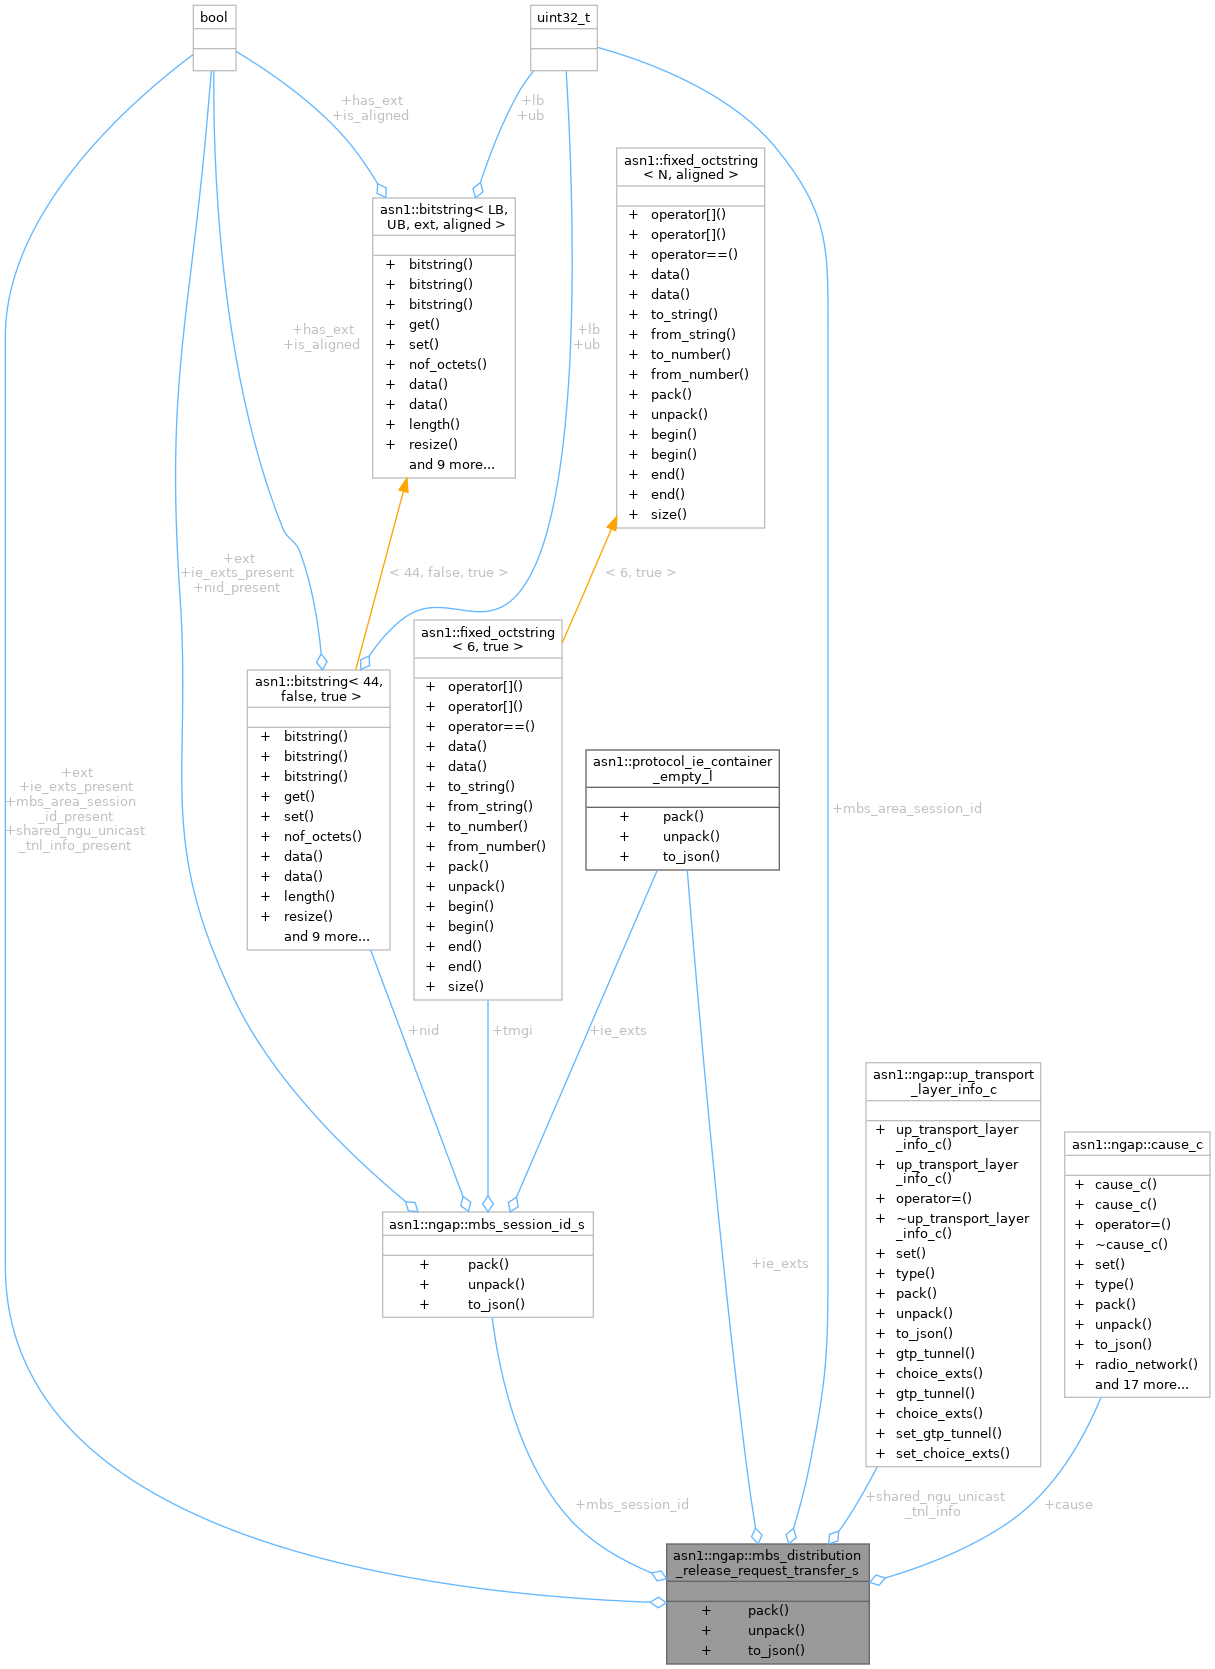 bool
uint32_t
+has_ext
+is_aligned
+lb
+ub
asn1::fixed_octstring
< N, aligned >
+ operator[]()
+ operator[]()
+ operator==()
+ data()
+ data()
+ to_string()
+ from_string()
+ to_number()
+ from_number()
+ pack()
+ unpack()
+ begin()
+ begin()
+ end()
+ end()
+ size()
asn1::bitstring< LB,
UB, ext, aligned >
+ bitstring()
+ bitstring()
+ bitstring()
+ get()
+ set()
+ nof_octets()
+ data()
+ data()
+ length()
+ resize()
and 9 more...
+has_ext
+is_aligned
+lb
+ub
+ext
+ie_exts_present
+nid_present
< 44, false, true >
< 6, true >
asn1::fixed_octstring
< 6, true >
+ operator[]()
+ operator[]()
+ operator==()
+ data()
+ data()
+ to_string()
+ from_string()
+ to_number()
+ from_number()
+ pack()
+ unpack()
+ begin()
+ begin()
+ end()
+ end()
+ size()
asn1::bitstring< 44,
false, true >
+ bitstring()
+ bitstring()
+ bitstring()
+ get()
+ set()
+ nof_octets()
+ data()
+ data()
+ length()
+ resize()
and 9 more...
asn1::protocol_ie_container
_empty_l
+ pack()
+ unpack()
+ to_json()
+ext
+ie_exts_present
+mbs_area_session
_id_present
+shared_ngu_unicast
_tnl_info_present
+mbs_area_session_id
+nid
+tmgi
+ie_exts
asn1::ngap::up_transport
_layer_info_c
+ up_transport_layer
_info_c()
+ up_transport_layer
_info_c()
+ operator=()
+ ~up_transport_layer
_info_c()
+ set()
+ type()
+ pack()
+ unpack()
+ to_json()
+ gtp_tunnel()
+ choice_exts()
+ gtp_tunnel()
+ choice_exts()
+ set_gtp_tunnel()
+ set_choice_exts()
asn1::ngap::cause_c
+ cause_c()
+ cause_c()
+ operator=()
+ ~cause_c()
+ set()
+ type()
+ pack()
+ unpack()
+ to_json()
+ radio_network()
and 17 more...
asn1::ngap::mbs_session_id_s
+ pack()
+ unpack()
+ to_json()
+ie_exts
+mbs_session_id
+shared_ngu_unicast
_tnl_info
+cause
asn1::ngap::mbs_distribution
_release_request_transfer_s
+ pack()
+ unpack()
+ to_json()